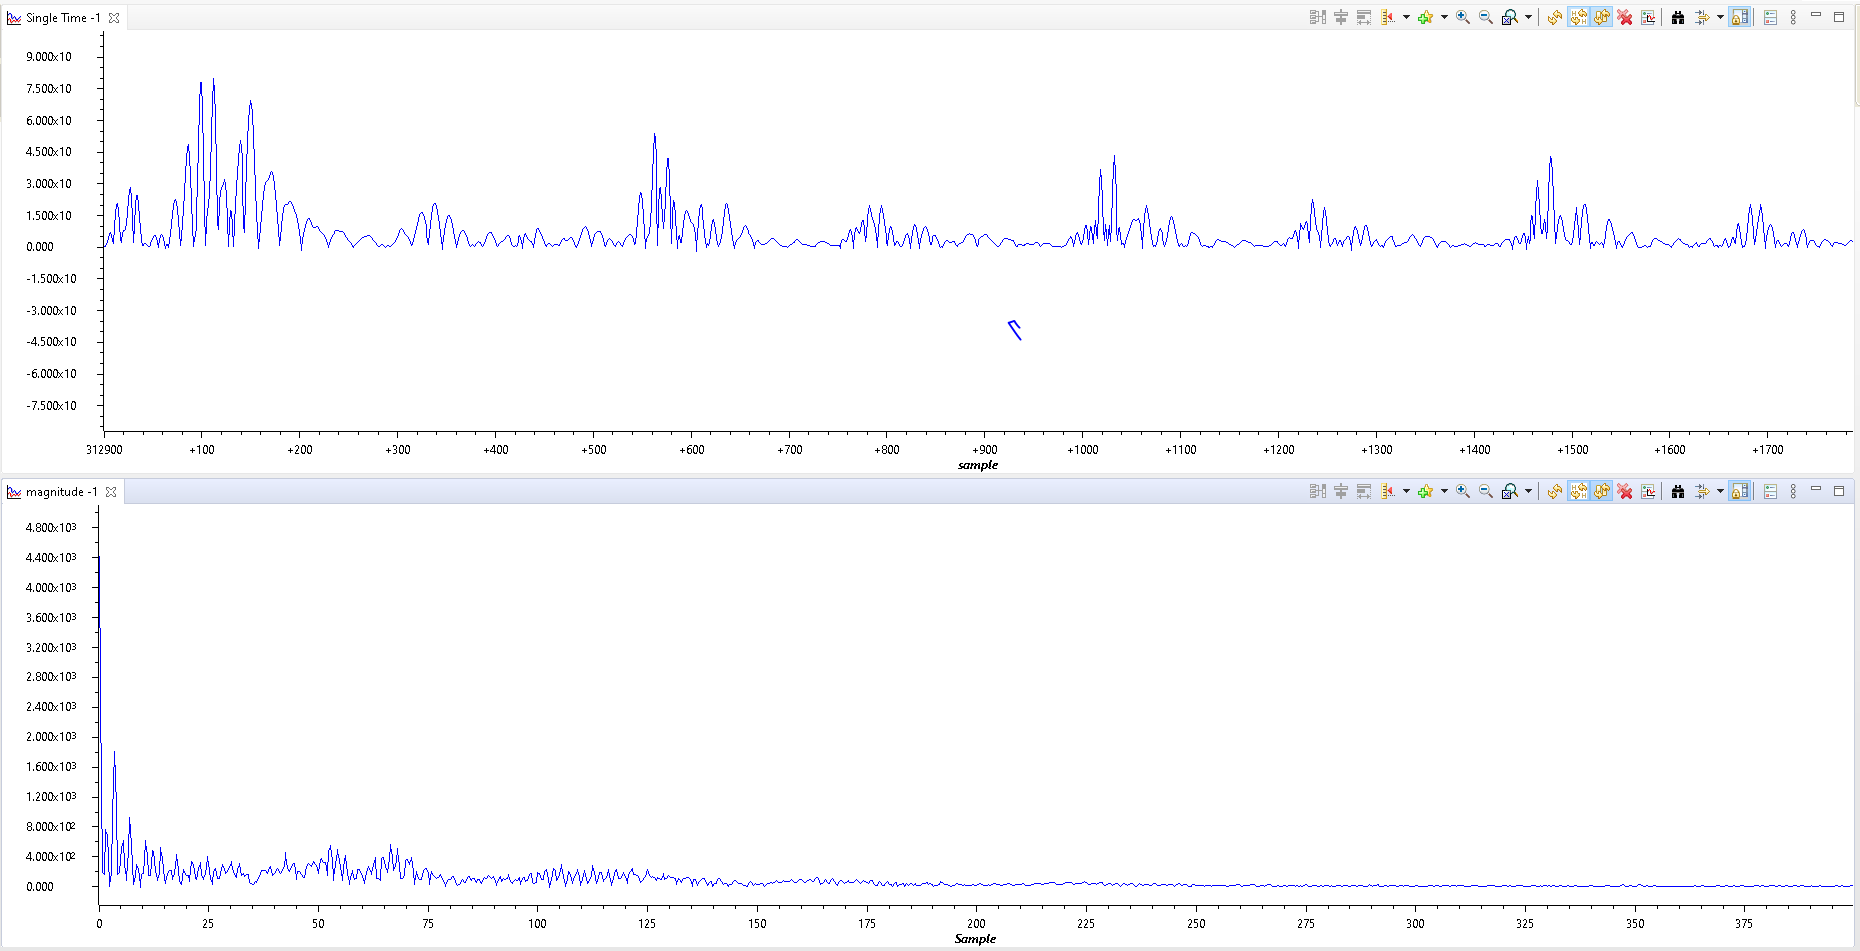 Single Time -1
9.000x10
7.500x10
6.000x10
4.500x10
3.000x10
1.500x10
0.000
-1.500x10
-3.000x10
-4.500x10
-6.000x10
-7.500x10
312900 +100 +200 +300 +400 +500 +600 +700 +800 +900 +1000 +1100 +1200 +1300 +1400 +1500 +1600 +1700
sample
magnitude -1
4.800x10³
4.400x10³
4.000x10³
3.600x10³
3.200x10³
2.800x10³
2.400x10³
2.000x10³
1.600x10³
1.200x10³
8.000x10²
4.000x10²
0.000
0 25 50 75 100 125 150 175 200 225 250 275 300 325 350 375
Sample